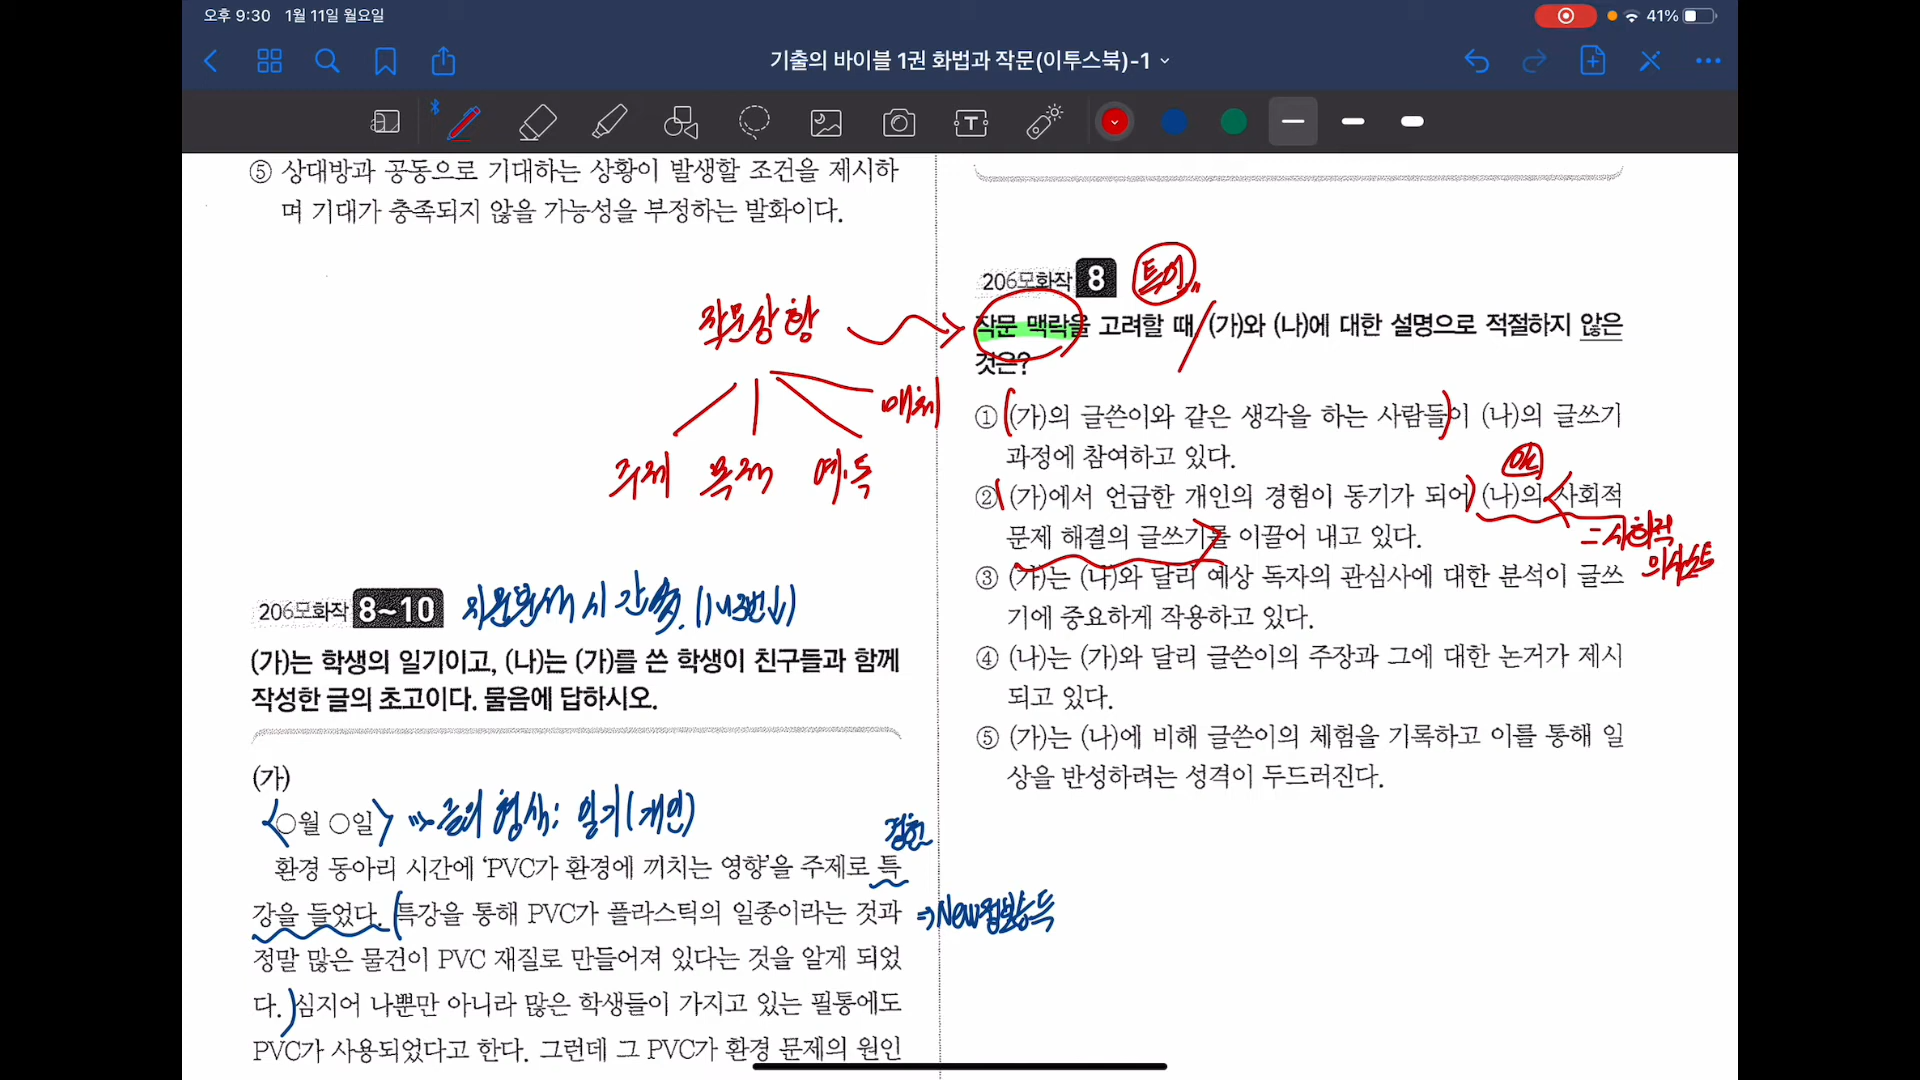 오후 9:30 1월 11일 월요일
41%
기출의 바이블 1권 화법과 작문(이투스북)-1
⑤ 상대방과 공동으로 기대하는 상황이 발생할 조건을 제시하
며 기대가 충족되지 않을 가능성을 부정하는 발화이다.
작문상황
매체
주제 목적 예·독
206모화작 8~10
(가)는 학생의 일기이고, (나)는 (가)를 쓴 학생이 친구들과 함께
작성한 글의 초고이다. 물음에 답하시오.
(가)
○월 ○일
글의 형식: 일기(개인)
경험
환경 동아리 시간에 ‘PVC가 환경에 끼치는 영향’을 주제로 특
강을 들었다. 특강을 통해 PVC가 플라스틱의 일종이라는 것과
정말 많은 물건이 PVC 재질로 만들어져 있다는 것을 알게 되었
다. 심지어 나뿐만 아니라 많은 학생들이 가지고 있는 필통에도
PVC가 사용되었다고 한다. 그런데 그 PVC가 환경 문제의 원인
206모화작 8
특이
작문 맥락을 고려할 때, (가)와 (나)에 대한 설명으로 적절하지 않은
것은?
① (가)의 글쓴이와 같은 생각을 하는 사람들이 (나)의 글쓰기
과정에 참여하고 있다.
② (가)에서 언급한 개인의 경험이 동기가 되어 (나)의 사회적
문제 해결의 글쓰기를 이끌어 내고 있다.
= 사회적
의사소통
③ (가)는 (나)와 달리 예상 독자의 관심사에 대한 분석이 글쓰
기에 중요하게 작용하고 있다.
④ (나)는 (가)와 달리 글쓴이의 주장과 그에 대한 논거가 제시
되고 있다.
⑤ (가)는 (나)에 비해 글쓴이의 체험을 기록하고 이를 통해 일
상을 반성하려는 성격이 두드러진다.